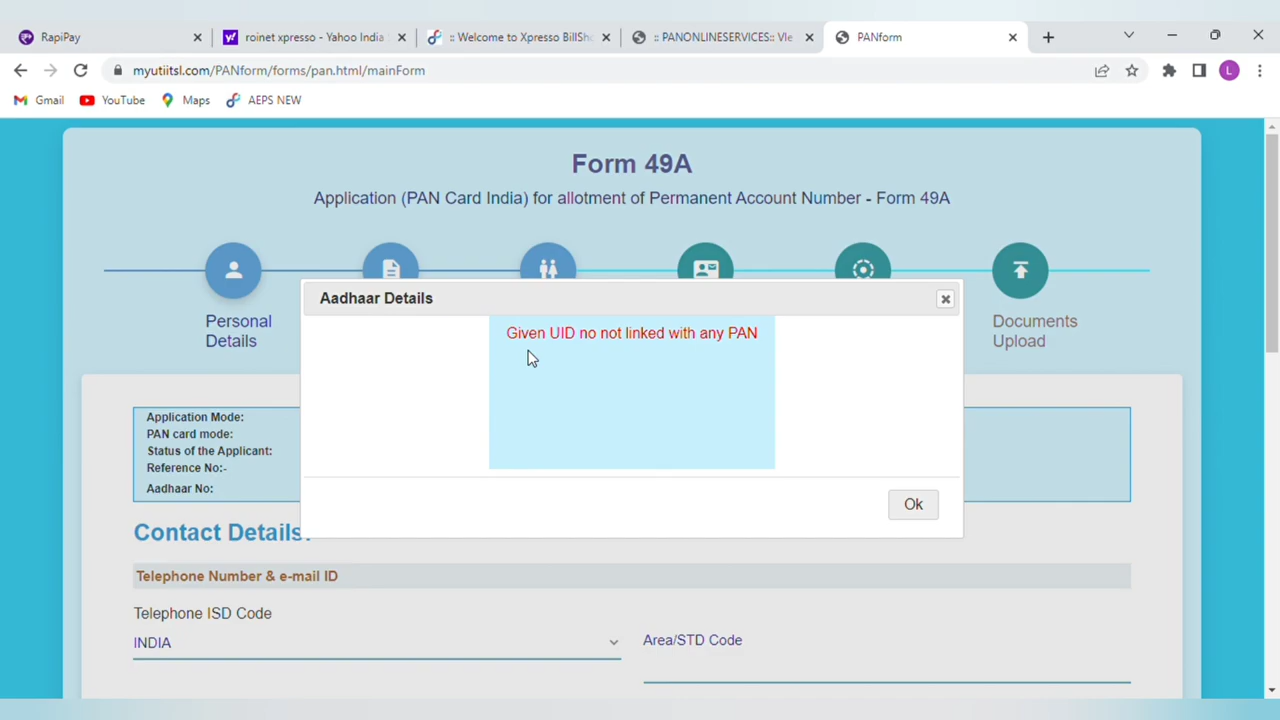 RapiPay
roinet xpresso - Yahoo India
:: Welcome to Xpresso BillSho
:: PANONLINESERVICES:: Vie
PANform
myutiitsl.com/PANform/forms/pan.html/mainForm
L
Gmail
YouTube
Maps
AEPS NEW
Form 49A
Application (PAN Card India) for allotment of Permanent Account Number - Form 49A
Personal
Details
Documents
Upload
Aadhaar Details
Given UID no not linked with any PAN
Ok
Application Mode:
PAN card mode:
Status of the Applicant:
Reference No:-
Aadhaar No:
Contact Details:
Telephone Number & e-mail ID
Telephone ISD Code
INDIA
Area/STD Code